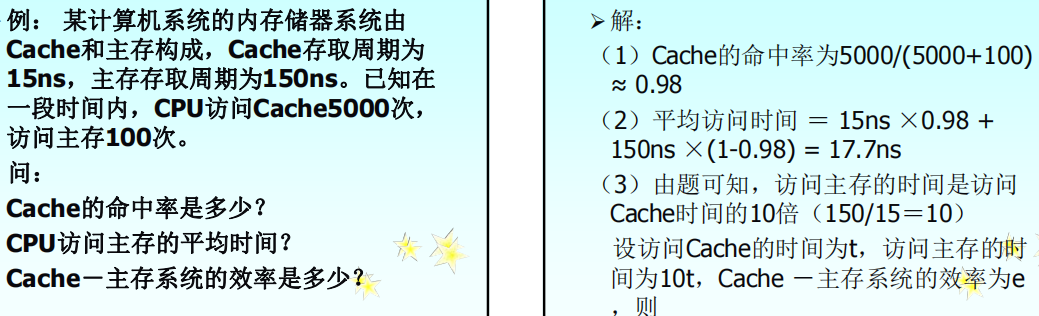 例： 某计算机系统的内存储器系统由
Cache和主存构成，Cache存取周期为
15ns，主存存取周期为150ns。已知在
一段时间内，CPU访问Cache5000次，
访问主存100次。
问：
Cache的命中率是多少？
CPU访问主存的平均时间？
Cache－主存系统的效率是多少？
➢解：
（1）Cache的命中率为5000/(5000+100)
≈ 0.98
（2）平均访问时间 ＝ 15ns ×0.98 +
150ns ×(1-0.98) = 17.7ns
（3）由题可知，访问主存的时间是访问
Cache时间的10倍（150/15＝10）
设访问Cache的时间为t，访问主存的时
间为10t，Cache －主存系统的效率为e
，则